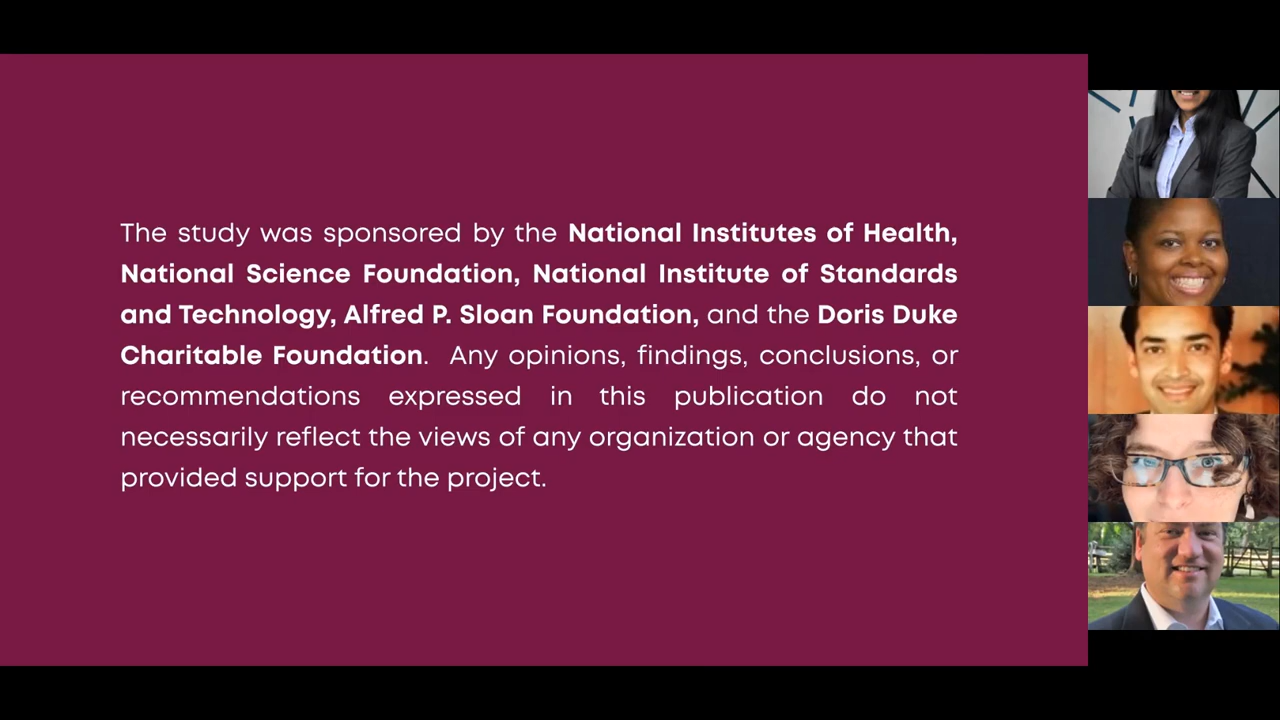 The study was sponsored by the National Institutes of Health,
National Science Foundation, National Institute of Standards
and Technology, Alfred P. Sloan Foundation, and the Doris Duke
Charitable Foundation. Any opinions, findings, conclusions, or
recommendations expressed in this publication do not
necessarily reflect the views of any organization or agency that
provided support for the project.